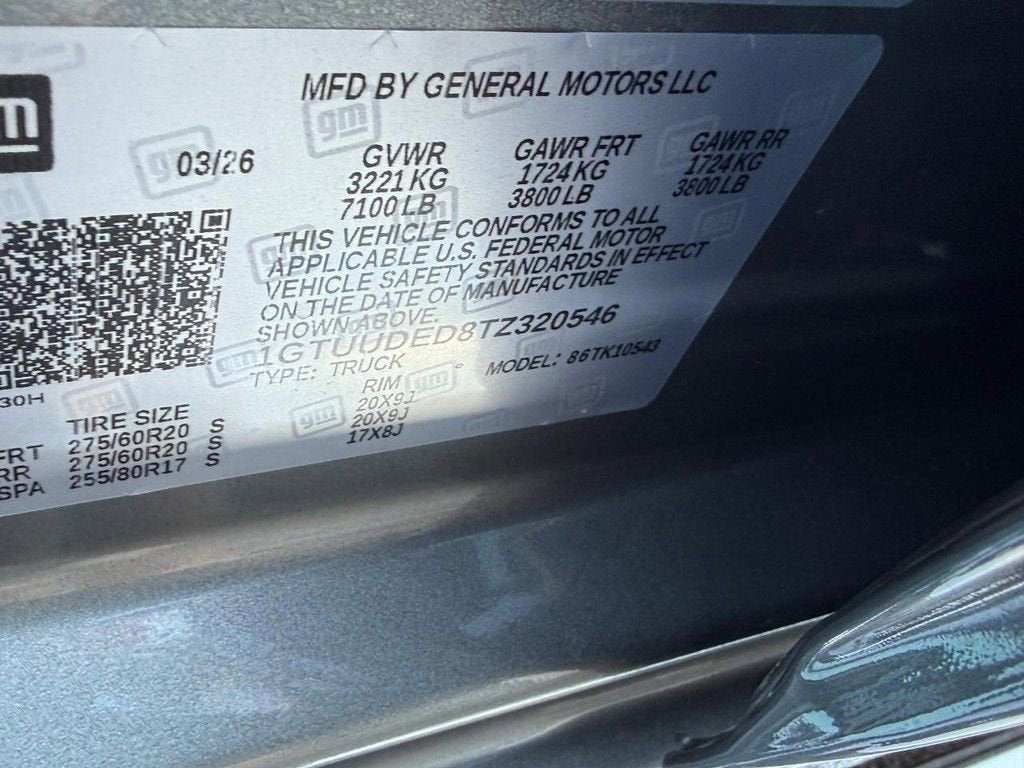 gm
MFD BY GENERAL MOTORS LLC
03/26
GVWR GAWR FRT GAWR RR
3221 KG 1724 KG 1724 KG
7100 LB 3800 LB 3800 LB
THIS VEHICLE CONFORMS TO ALL
APPLICABLE U.S. FEDERAL MOTOR
VEHICLE SAFETY STANDARDS IN EFFECT
ON THE DATE OF MANUFACTURE
SHOWN ABOVE.
1GTUUDED8TZ320546
TYPE: TRUCK MODEL: 86TK10543
30H
TIRE SIZE RIM
FRT 275/60R20 S 20X9J
RR 275/60R20 S 20X9J
SPA 255/80R17 S 17X8J